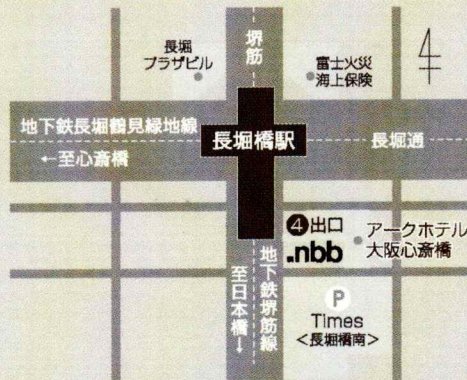 長堀
プラザビル
堺筋
富士火災
海上保険
地下鉄長堀鶴見緑地線
←至心斎橋
長堀橋駅
長堀通
❹出口
.nbb
アークホテル
大阪心斎橋
地下鉄堺筋線
至日本橋↓
P
Times
<長堀橋南>